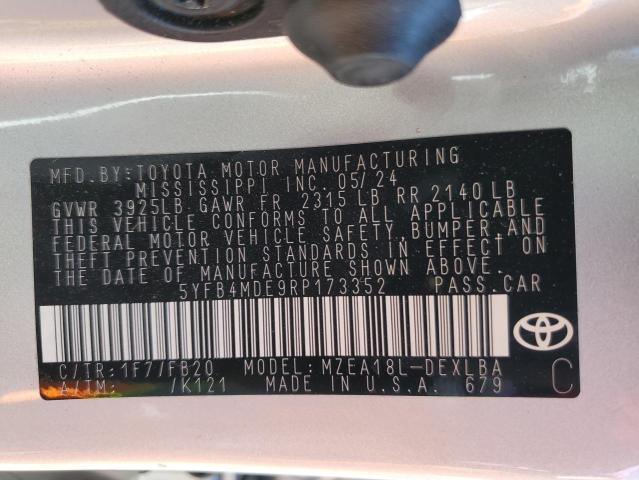 MFD.BY:TOYOTA MOTOR MANUFACTURING
MISSISSIPPI INC. 05/24
GVWR 3925LB GAWR FR 2315 LB RR 2140 LB
THIS VEHICLE CONFORMS TO ALL APPLICABLE
FEDERAL MOTOR VEHICLE SAFETY, BUMPER, AND
THEFT PREVENTION STANDARDS IN EFFECT ON
THE DATE OF MANUFACTURE SHOWN ABOVE.
5YFB4MDE9RP173352 PASS.CAR
C/TR:1F7/FB20 MODEL:MZEA18L-DEXLBA
A/TM: /K121 MADE IN U.S.A. 679 C